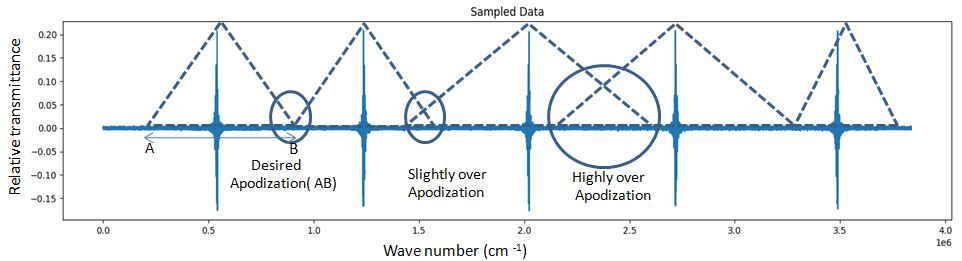 Sampled Data
Relative transmittance
0.20
0.15
0.10
0.05
0.00
−0.05
−0.10
−0.15
A
B
Desired
Apodization( AB)
Slightly over
Apodization
Highly over
Apodization
0.0
0.5
1.0
1.5
2.0
2.5
3.0
3.5
4.0
1e6
Wave number (cm -1)